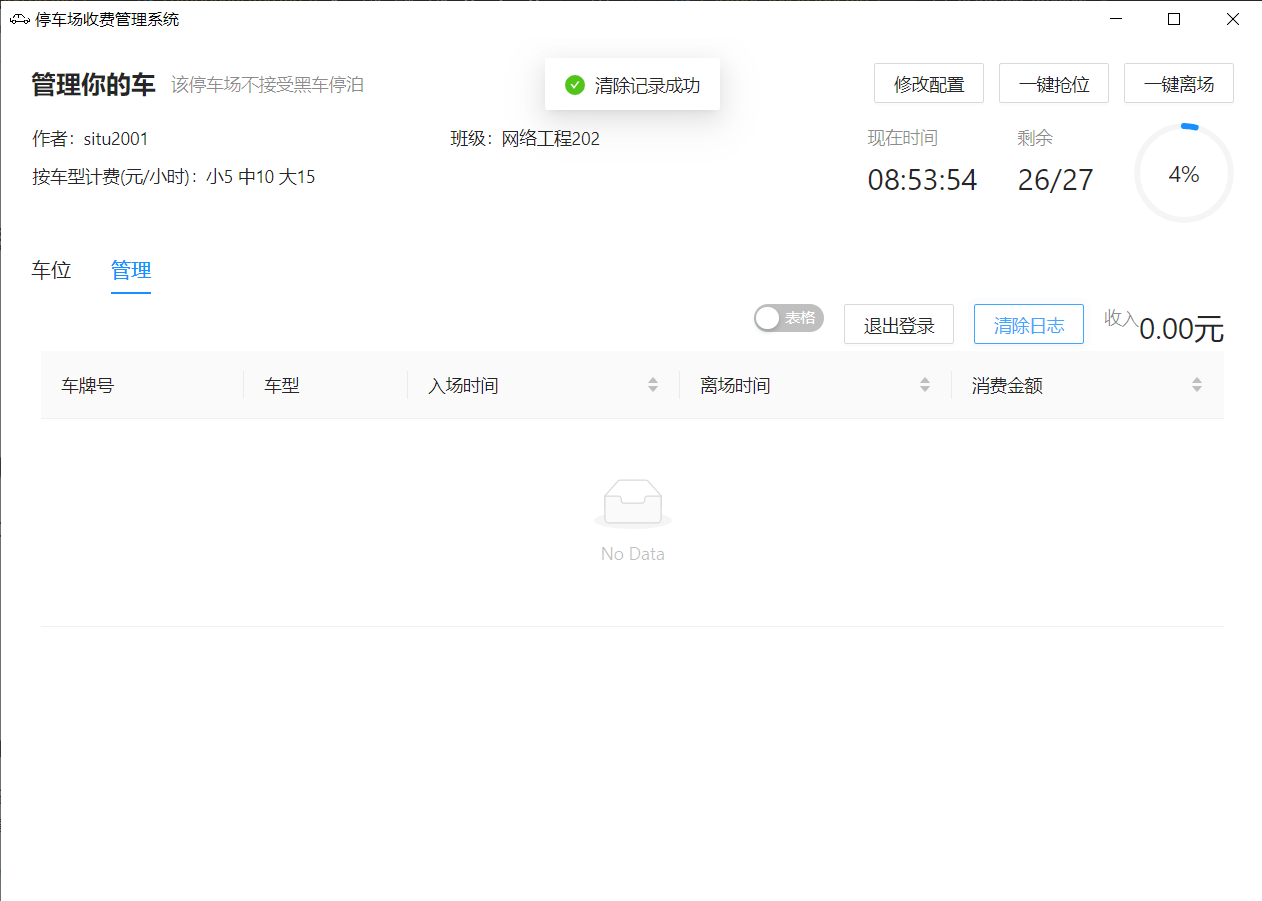 停车场收费管理系统
管理你的车 该停车场不接受黑车停泊
清除记录成功
修改配置 一键抢位 一键离场
作者：situ2001 班级：网络工程202 现在时间 剩余
按车型计费(元/小时)：小5 中10 大15 08:53:54 26/27 4%
车位 管理
表格 退出登录 清除日志 收入 0.00元
车牌号 车型 入场时间 离场时间 消费金额
No Data